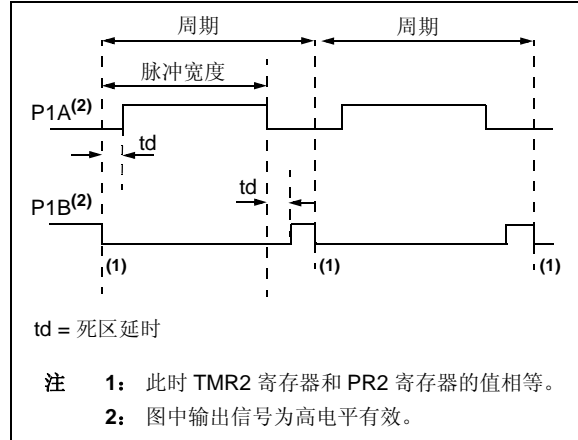 周期 周期
脉冲宽度
P1A(2)
td
td
P1B(2)
(1) (1) (1)
td = 死区延时
注 1： 此时 TMR2 寄存器和 PR2 寄存器的值相等。
2： 图中输出信号为高电平有效。